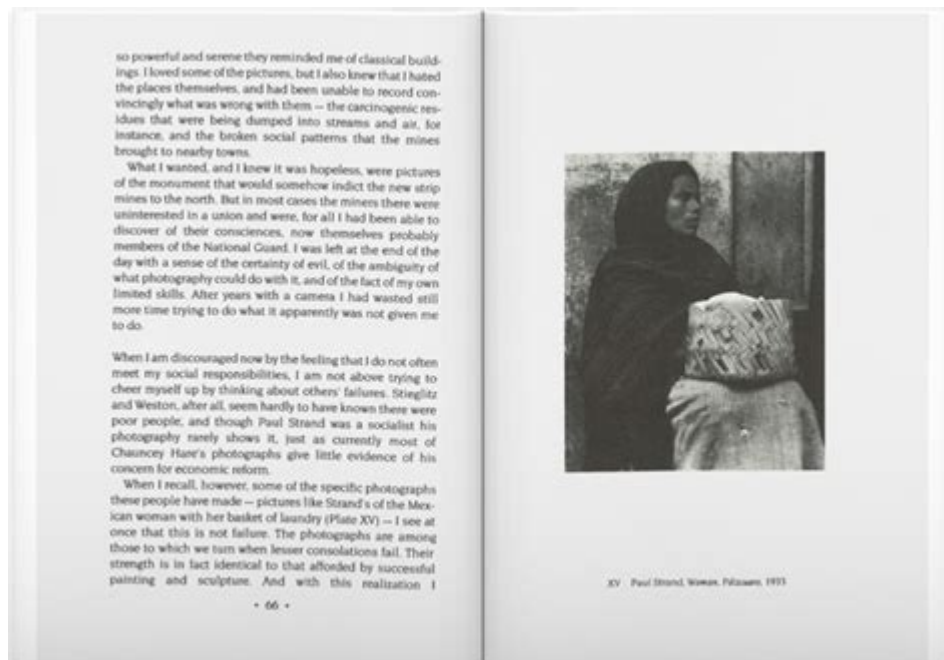 so powerful and serene they reminded me of classical build-
ings. I loved some of the pictures, but I also knew that I hated
the places themselves, and had been unable to record con-
vincingly what was wrong with them — the carcinogenic res-
idues that were being dumped into streams and air, for
instance, and the broken social patterns that the mines
brought to nearby towns.
What I wanted, and I knew it was hopeless, were pictures
of the monument that would somehow indict the new strip
mines to the north. But in most cases the miners there were
uninterested in a union and were, for all I had been able to
discover of their consciences, now themselves probably
members of the National Guard. I was left at the end of the
day with a sense of the certainty of evil, of the ambiguity of
what photography could do with it, and of the fact of my own
limited skills. After years with a camera I had wasted still
more time trying to do what it apparently was not given me
to do.
When I am discouraged now by the feeling that I do not often
meet my social responsibilities, I am not above trying to
cheer myself up by thinking about others' failures. Stieglitz
and Weston, after all, seem hardly to have known there were
poor people, and though Paul Strand was a socialist his
photography rarely shows it, just as currently most of
Chauncey Hare's photographs give little evidence of his
concern for economic reform.
When I recall, however, some of the specific photographs
these people have made — pictures like Strand's of the Mex-
ican woman with her basket of laundry (Plate XV) — I see at
once that this is not failure. The photographs are among
those to which we turn when lesser consolations fail. Their
strength is in fact identical to that afforded by successful
painting and sculpture. And with this realization I
• 66 •
XV Paul Strand, Woman, Pátzcuaro, 1933